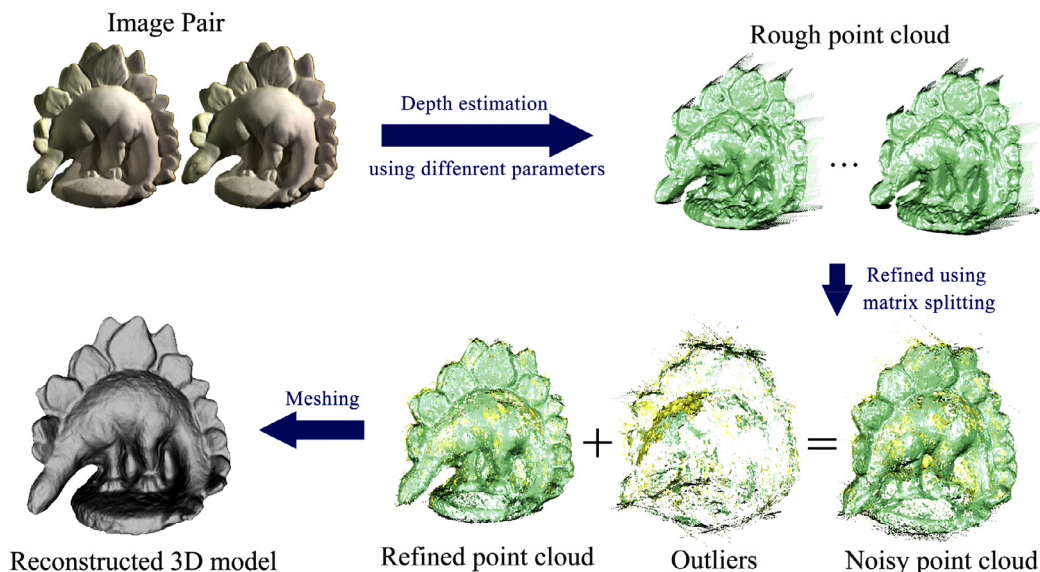 Image Pair
Rough point cloud
Depth estimation
using diffenrent parameters
...
Refined using
matrix splitting
Meshing
+
=
Reconstructed 3D model
Refined point cloud
Outliers
Noisy point cloud